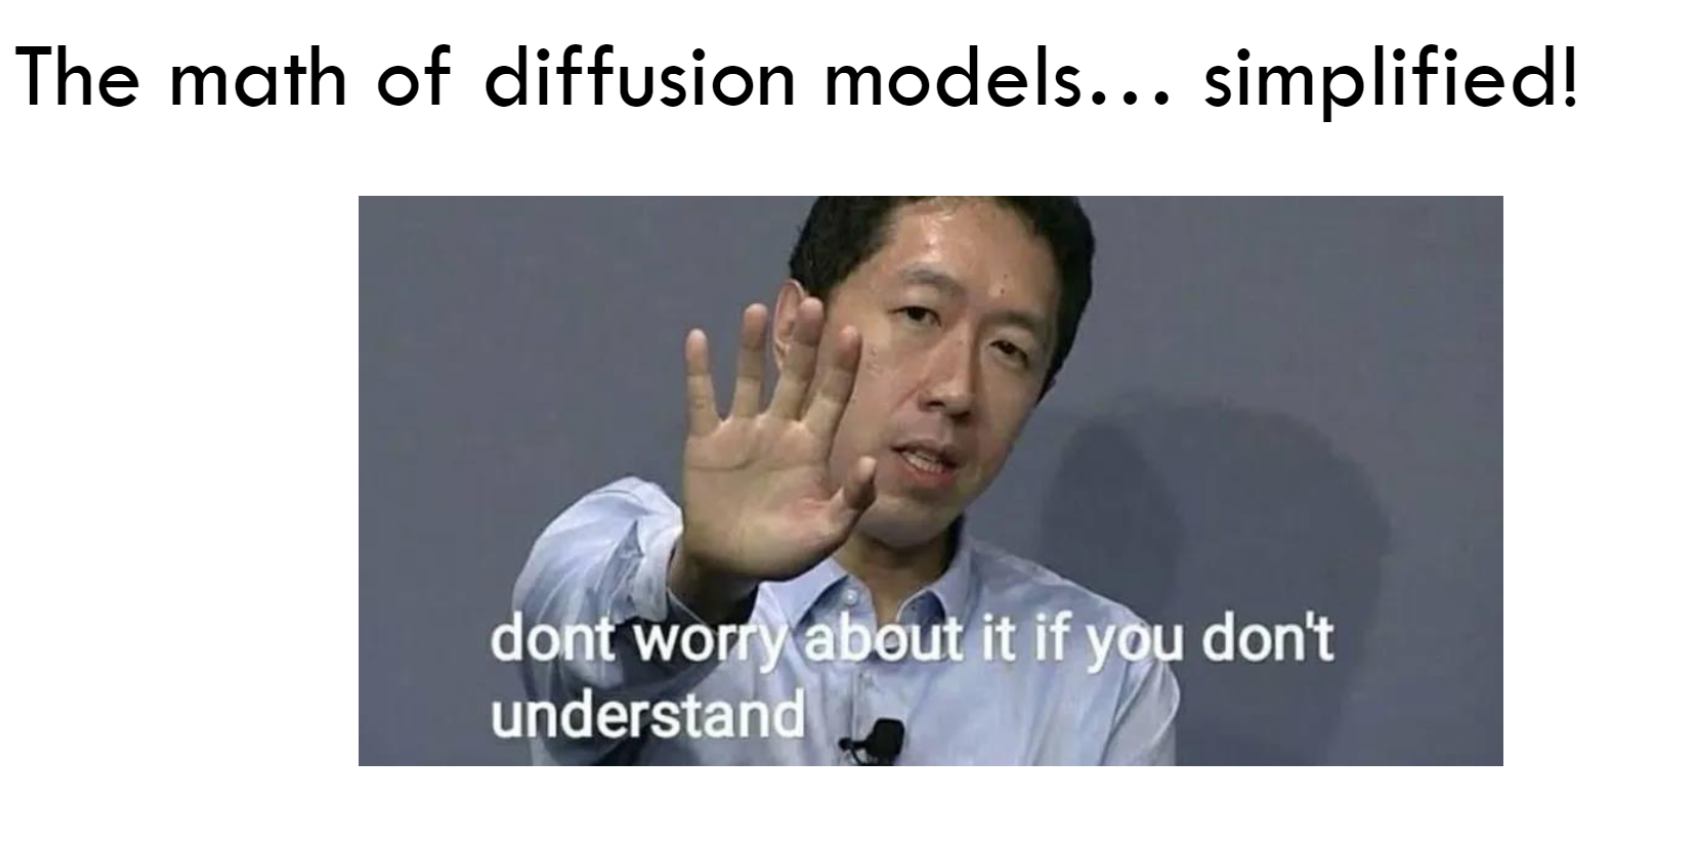 The math of diffusion models... simplified!
dont worry about it if you don't
understand